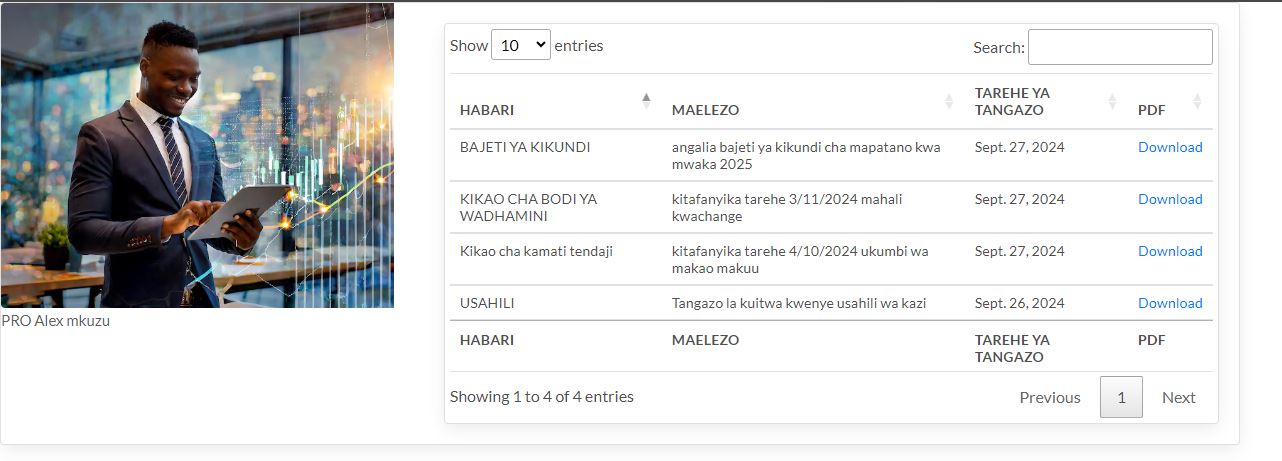 PRO Alex mkuzu
Show 10 entries
Search:
HABARI MAELEZO TAREHE YA
TANGAZO PDF
BAJETI YA KIKUNDI angalia bajeti ya kikundi cha mapatano kwa Sept. 27, 2024 Download
mwaka 2025
KIKAO CHA BODI YA kitafanyika tarehe 3/11/2024 mahali Sept. 27, 2024 Download
WADHAMINI kwachange
Kikao cha kamati tendaji kitafanyika tarehe 4/10/2024 ukumbi wa Sept. 27, 2024 Download
makao makuu
USAHILI Tangazo la kuitwa kwenye usahili wa kazi Sept. 26, 2024 Download
HABARI MAELEZO TAREHE YA PDF
TANGAZO
Showing 1 to 4 of 4 entries
Previous 1 Next